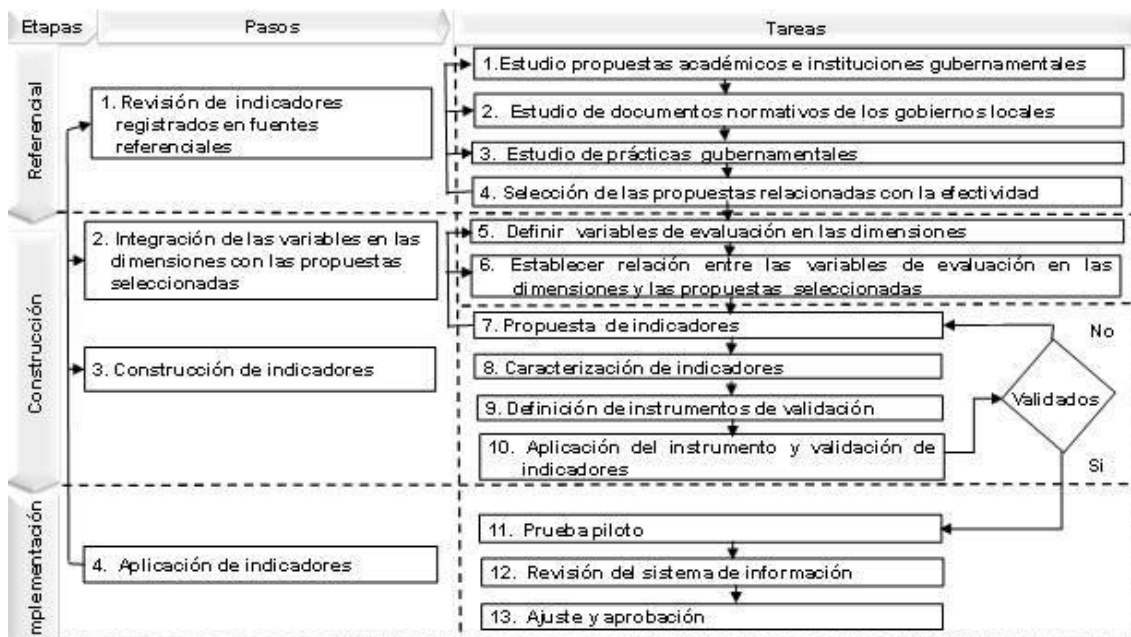 Etapas
Pasos
Tareas
Referencial
1. Revisión de indicadores
registrados en fuentes
referenciales
1.Estudio propuestas académicos e instituciones gubernamentales
2. Estudio de documentos normativos de los gobiernos locales
3. Estudio de prácticas gubernamentales
4. Selección de las propuestas relacionadas con la efectividad
Construcción
2. Integración de las variables en las
dimensiones con las propuestas
seleccionadas
5. Definir variables de evaluación en las dimensiones
6. Establecer relación entre las variables de evaluación en las
dimensiones y las propuestas seleccionadas
3. Construcción de indicadores
7. Propuesta de indicadores
8. Caracterización de indicadores
9. Definición de instrumentos de validación
10. Aplicación del instrumento y validación de
indicadores
No
Validados
Si
mplementación
4. Aplicación de indicadores
11. Prueba piloto
12. Revisión del sistema de información
13. Ajuste y aprobación